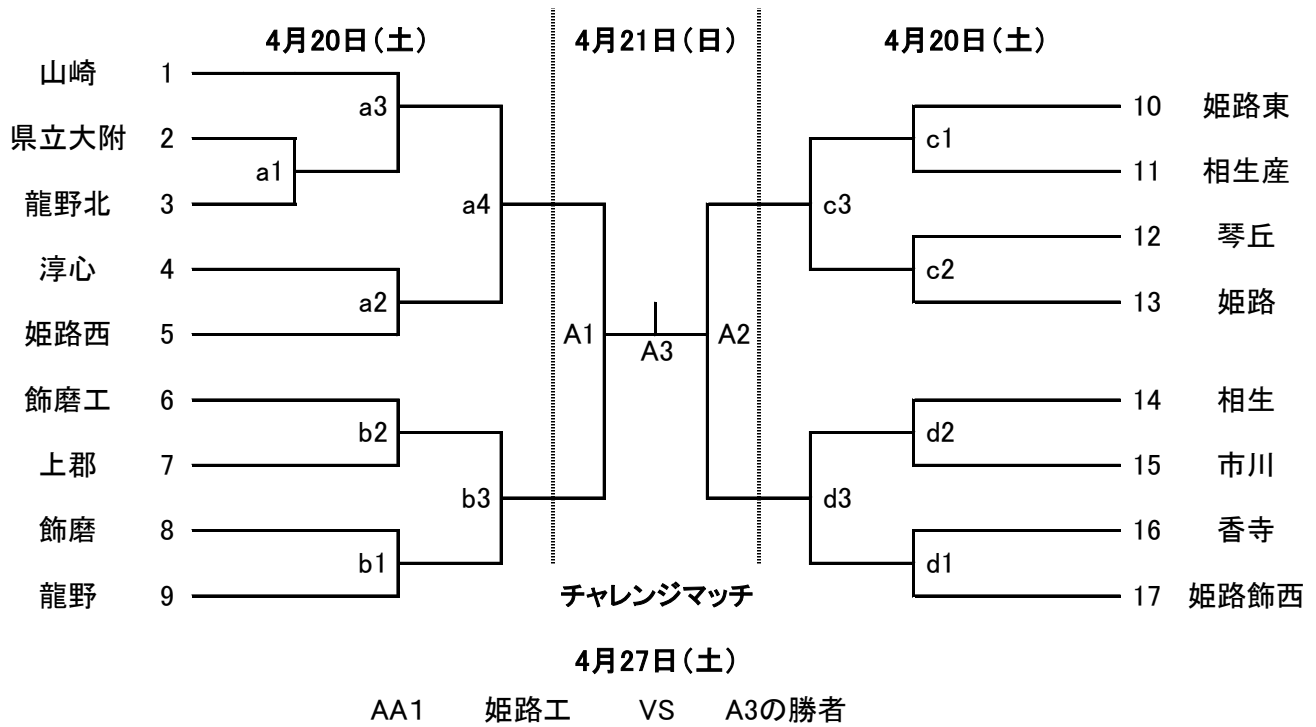 4月20日(土) 4月21日(日) 4月20日(土)
山崎 1
a3
10 姫路東
県立大附 2
c1
a1
11 相生産
龍野北 3
a4
c3
12 琴丘
淳心 4
c2
a2
13 姫路
姫路西 5
A1 A3 A2
飾磨工 6
14 相生
b2
d2
上郡 7
15 市川
b3
d3
飾磨 8
16 香寺
b1
d1
龍野 9
チャレンジマッチ
17 姫路飾西
4月27日(土)
AA1 姫路工 VS A3の勝者